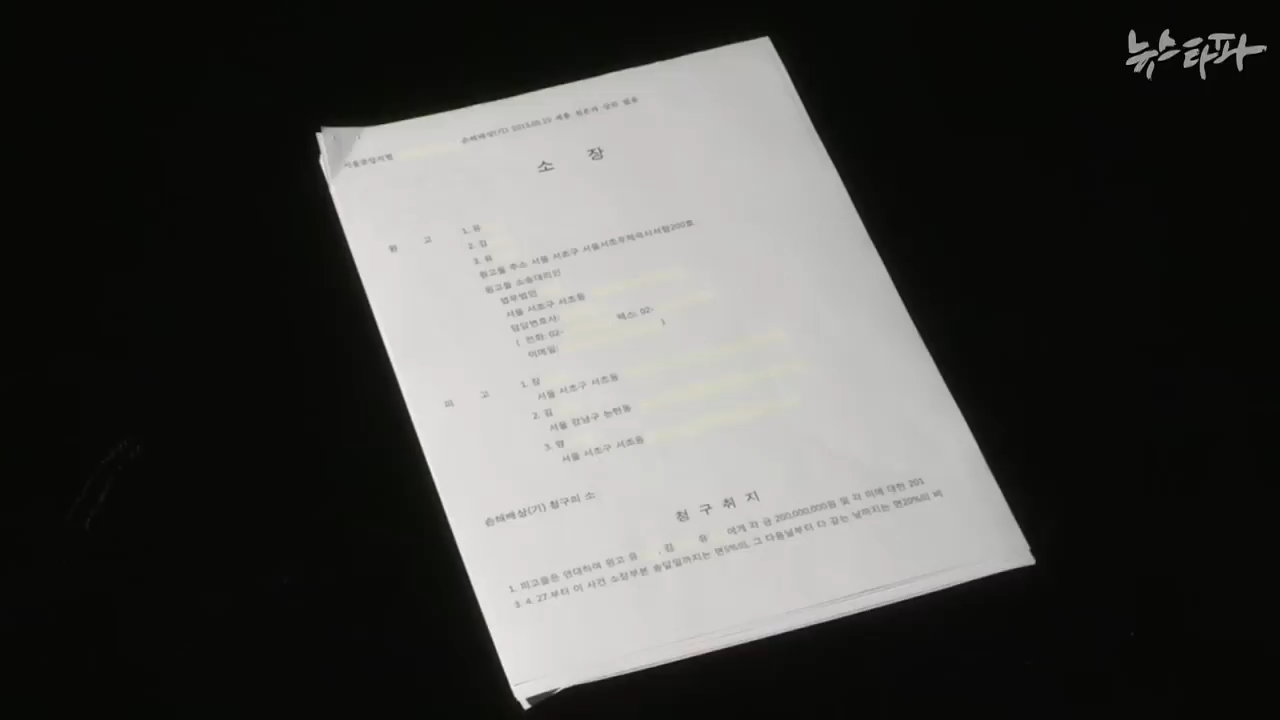 뉴스타파
손해배상(기) 2013.05.19
서울중앙지법
소 장
원 고 1. 유
2. 김
3. 유
원고들 주소 서울 서초구 서울서초우체국사서함200호
원고들 소송대리인
법무법인
서울 서초구 서초동
담당변호사:
( 전화: 02- 팩스: 02-
이메일: )
피 고 1. 장
서울 서초구 서초동
2. 김
서울 강남구 논현동
3. 양
서울 서초구 서초동
손해배상(기) 청구의 소
청 구 취 지
1. 피고들은 연대하여 원고 유 , 김 유 에게 각 금 200,000,000원 및 각 이에 대한 201
3. 4. 27.부터 이 사건 소장부본 송달일까지는 연5%의, 그 다음날부터 다 갚는 날까지는 연20%의 비